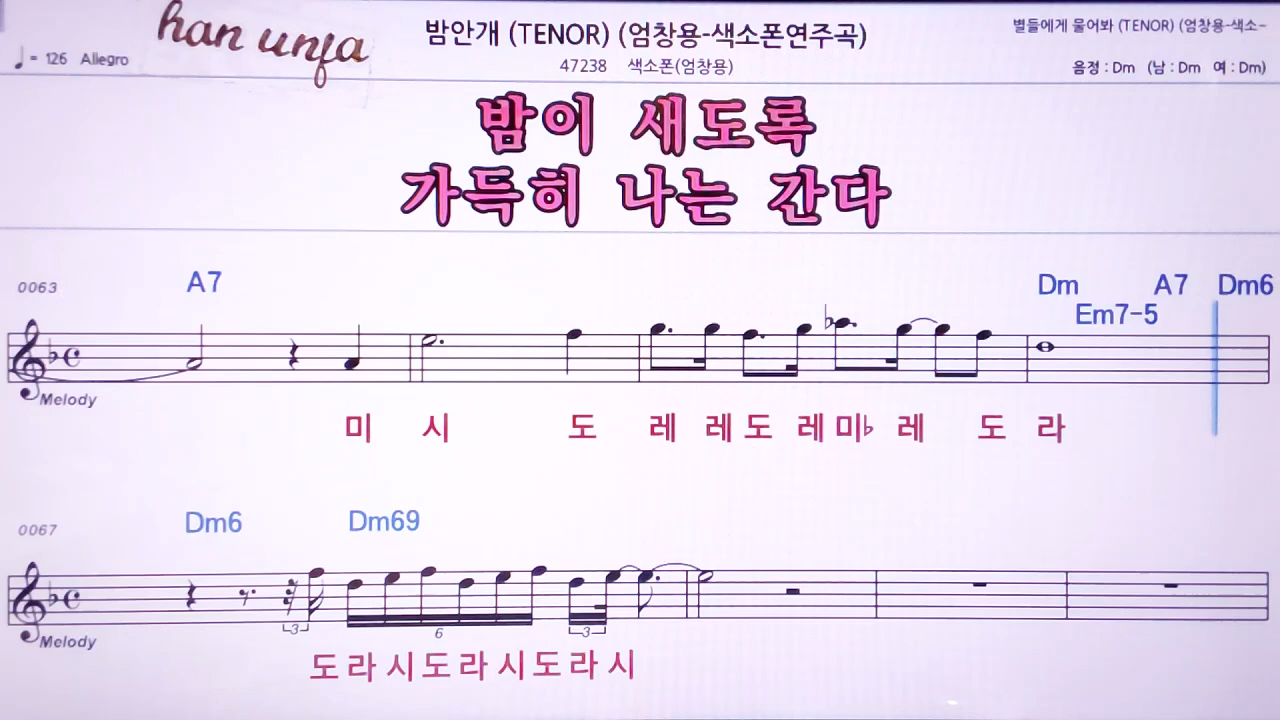 han unja
밤안개 (TENOR) (엄창용-색소폰연주곡)
별들에게 물어봐 (TENOR) (엄창용-색소-
♩ = 126 Allegro
47238 색소폰(엄창용)
음정 : Dm (남 : Dm 여 : Dm)
밤이 새도록
가득히 나는 간다
0063 A7 Dm A7 Dm6
Em7-5
Melody
미 시 도 레 레 도 레 미♭ 레 도 라
0067 Dm6 Dm69
3 6 3
Melody
도 라 시 도 라 시 도 라 시